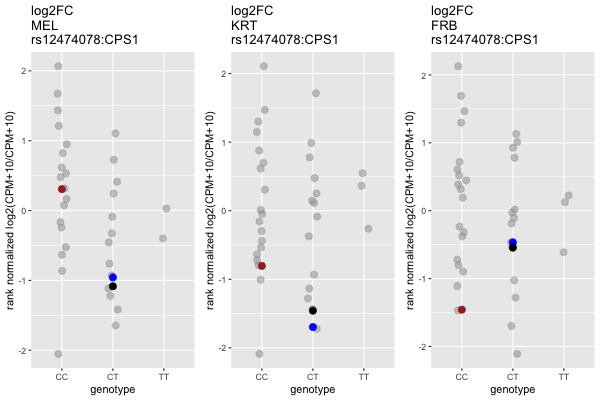 log2FC
MEL
rs12474078:CPS1
rank normalized log2(CPM+10/CPM+10)
2
1
0
-1
-2
CC
CT
TT
genotype
log2FC
KRT
rs12474078:CPS1
rank normalized log2(CPM+10/CPM+10)
2
1
0
-1
-2
CC
CT
TT
genotype
log2FC
FRB
rs12474078:CPS1
rank normalized log2(CPM+10/CPM+10)
2
1
0
-1
-2
CC
CT
TT
genotype